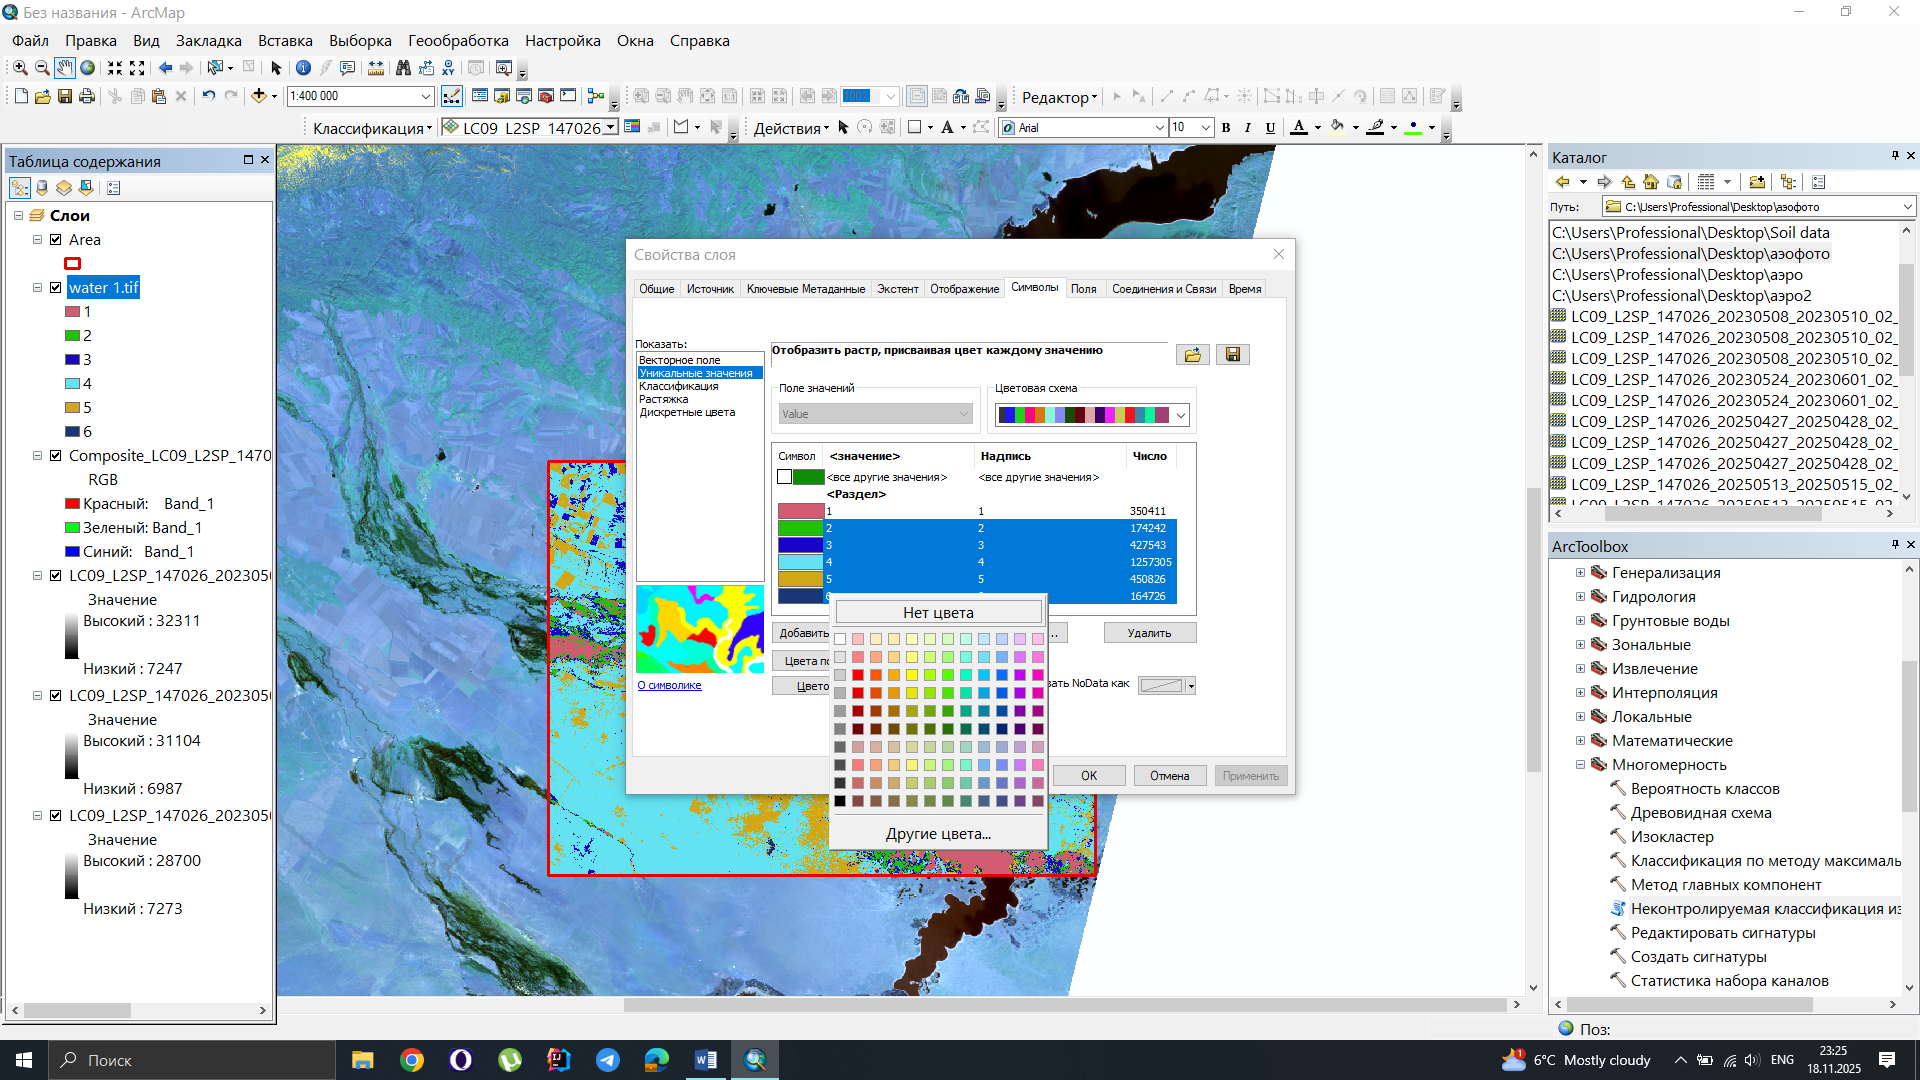 Без названия - ArcMap
Файл Правка Вид Закладка Вставка Выборка Геообработка Настройка Окна Справка
1:400 000
100%
Редактор
Классификация
LC09_L2SP_147026
Действия
Arial
10
B I U A
Таблица содержания
Слои
Area
water 1.tif
1
2
3
4
5
6
Composite_LC09_L2SP_1470
RGB
Красный: Band_1
Зеленый: Band_1
Синий: Band_1
LC09_L2SP_147026_202305
Значение
Высокий : 32311
Низкий : 7247
LC09_L2SP_147026_202305
Значение
Высокий : 31104
Низкий : 6987
LC09_L2SP_147026_202305
Значение
Высокий : 28700
Низкий : 7273
Свойства слоя
Общие Источник Ключевые Метаданные Экстент Отображение Символы Поля Соединения и Связи Время
Показать:
Векторное поле
Уникальные значения
Классификация
Растяжка
Дискретные цвета
О символике
Отобразить растр, присваивая цвет каждому значению
Поле значений
Value
Цветовая схема
Символ <значение> Надпись Число
<все другие значения> <все другие значения>
<Раздел>
1 1 350411
2 2 174242
3 3 427543
4 4 1257305
5 5 450826
164726
Добавить
Удалить
Цвета по
Цвето
ать NoData как
Нет цвета
Другие цвета...
OK Отмена Применить
Каталог
Путь: C:\Users\Professional\Desktop\аэофото
C:\Users\Professional\Desktop\Soil data
C:\Users\Professional\Desktop\аэофото
C:\Users\Professional\Desktop\аэро
C:\Users\Professional\Desktop\аэро2
LC09_L2SP_147026_20230508_20230510_02_
LC09_L2SP_147026_20230508_20230510_02_
LC09_L2SP_147026_20230508_20230510_02_
LC09_L2SP_147026_20230524_20230601_02_
LC09_L2SP_147026_20230524_20230601_02_
LC09_L2SP_147026_20250427_20250428_02_
LC09_L2SP_147026_20250427_20250428_02_
LC09_L2SP_147026_20250427_20250428_02_
LC09_L2SP_147026_20250513_20250515_02_
ArcToolbox
Генерализация
Гидрология
Грунтовые воды
Зональные
Извлечение
Интерполяция
Локальные
Математические
Многомерность
Вероятность классов
Древовидная схема
Изокластер
Классификация по методу максималь
Метод главных компонент
Неконтролируемая классификация из
Редактировать сигнатуры
Создать сигнатуры
Статистика набора каналов
Поз:
Поиск
6°C Mostly cloudy
ENG
23:25
18.11.2025